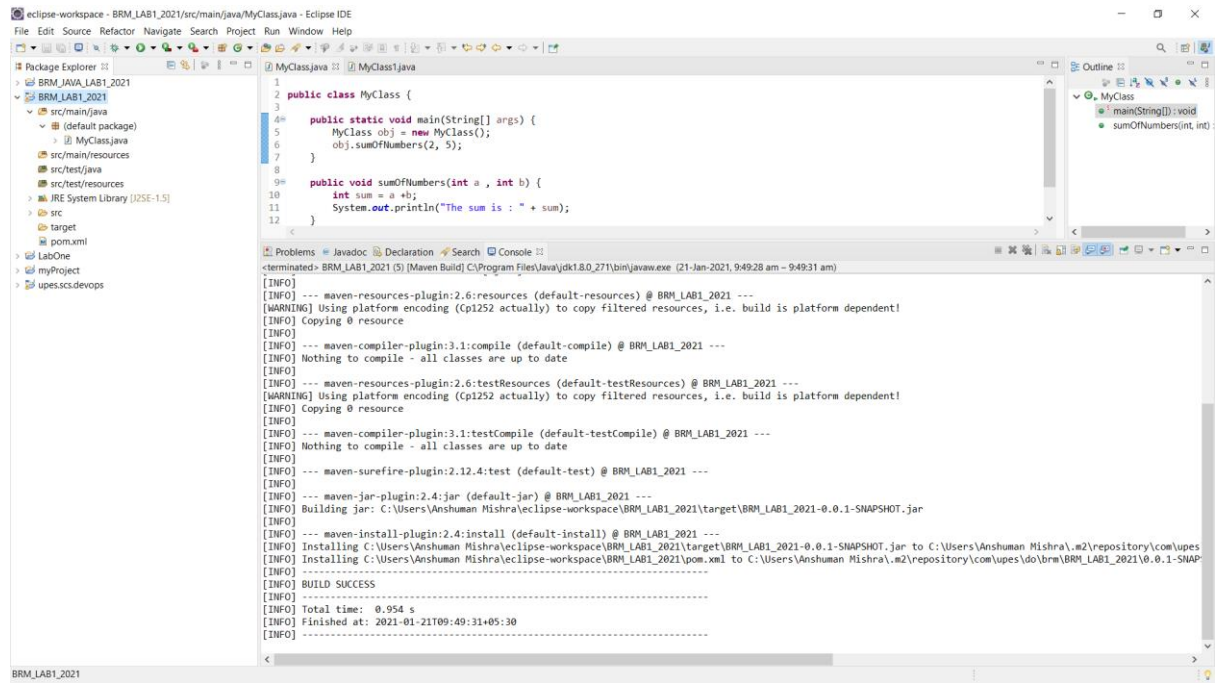 eclipse-workspace - BRM_LAB1_2021/src/main/java/MyClass.java - Eclipse IDE
File Edit Source Refactor Navigate Search Project Run Window Help
Package Explorer
BRM_JAVA_LAB1_2021
BRM_LAB1_2021
src/main/java
(default package)
MyClass.java
src/main/resources
src/test/java
src/test/resources
JRE System Library [J2SE-1.5]
src
target
pom.xml
LabOne
myProject
upes.scs.devops
MyClass.java MyClass1.java
1
2 public class MyClass {
3
4 public static void main(String[] args) {
5 MyClass obj = new MyClass();
6 obj.sumOfNumbers(2, 5);
7 }
8
9 public void sumOfNumbers(int a , int b) {
10 int sum = a +b;
11 System.out.println("The sum is : " + sum);
12 }
Outline
MyClass
main(String[]) : void
sumOfNumbers(int, int) :
Problems Javadoc Declaration Search Console
<terminated> BRM_LAB1_2021 (5) [Maven Build] C:\Program Files\Java\jdk1.8.0_271\bin\javaw.exe (21-Jan-2021, 9:49:28 am – 9:49:31 am)
[INFO]
[INFO] --- maven-resources-plugin:2.6:resources (default-resources) @ BRM_LAB1_2021 ---
[WARNING] Using platform encoding (Cp1252 actually) to copy filtered resources, i.e. build is platform dependent!
[INFO] Copying 0 resource
[INFO]
[INFO] --- maven-compiler-plugin:3.1:compile (default-compile) @ BRM_LAB1_2021 ---
[INFO] Nothing to compile - all classes are up to date
[INFO]
[INFO] --- maven-resources-plugin:2.6:testResources (default-testResources) @ BRM_LAB1_2021 ---
[WARNING] Using platform encoding (Cp1252 actually) to copy filtered resources, i.e. build is platform dependent!
[INFO] Copying 0 resource
[INFO]
[INFO] --- maven-compiler-plugin:3.1:testCompile (default-testCompile) @ BRM_LAB1_2021 ---
[INFO] Nothing to compile - all classes are up to date
[INFO]
[INFO] --- maven-surefire-plugin:2.12.4:test (default-test) @ BRM_LAB1_2021 ---
[INFO]
[INFO] --- maven-jar-plugin:2.4:jar (default-jar) @ BRM_LAB1_2021 ---
[INFO] Building jar: C:\Users\Anshuman Mishra\eclipse-workspace\BRM_LAB1_2021\target\BRM_LAB1_2021-0.0.1-SNAPSHOT.jar
[INFO]
[INFO] --- maven-install-plugin:2.4:install (default-install) @ BRM_LAB1_2021 ---
[INFO] Installing C:\Users\Anshuman Mishra\eclipse-workspace\BRM_LAB1_2021\target\BRM_LAB1_2021-0.0.1-SNAPSHOT.jar to C:\Users\Anshuman Mishra\.m2\repository\com\upes
[INFO] Installing C:\Users\Anshuman Mishra\eclipse-workspace\BRM_LAB1_2021\pom.xml to C:\Users\Anshuman Mishra\.m2\repository\com\upes\do\brm\BRM_LAB1_2021\0.0.1-SNAP
[INFO] ------------------------------------------------------------------------
[INFO] BUILD SUCCESS
[INFO] ------------------------------------------------------------------------
[INFO] Total time: 0.954 s
[INFO] Finished at: 2021-01-21T09:49:31+05:30
[INFO] ------------------------------------------------------------------------
BRM_LAB1_2021